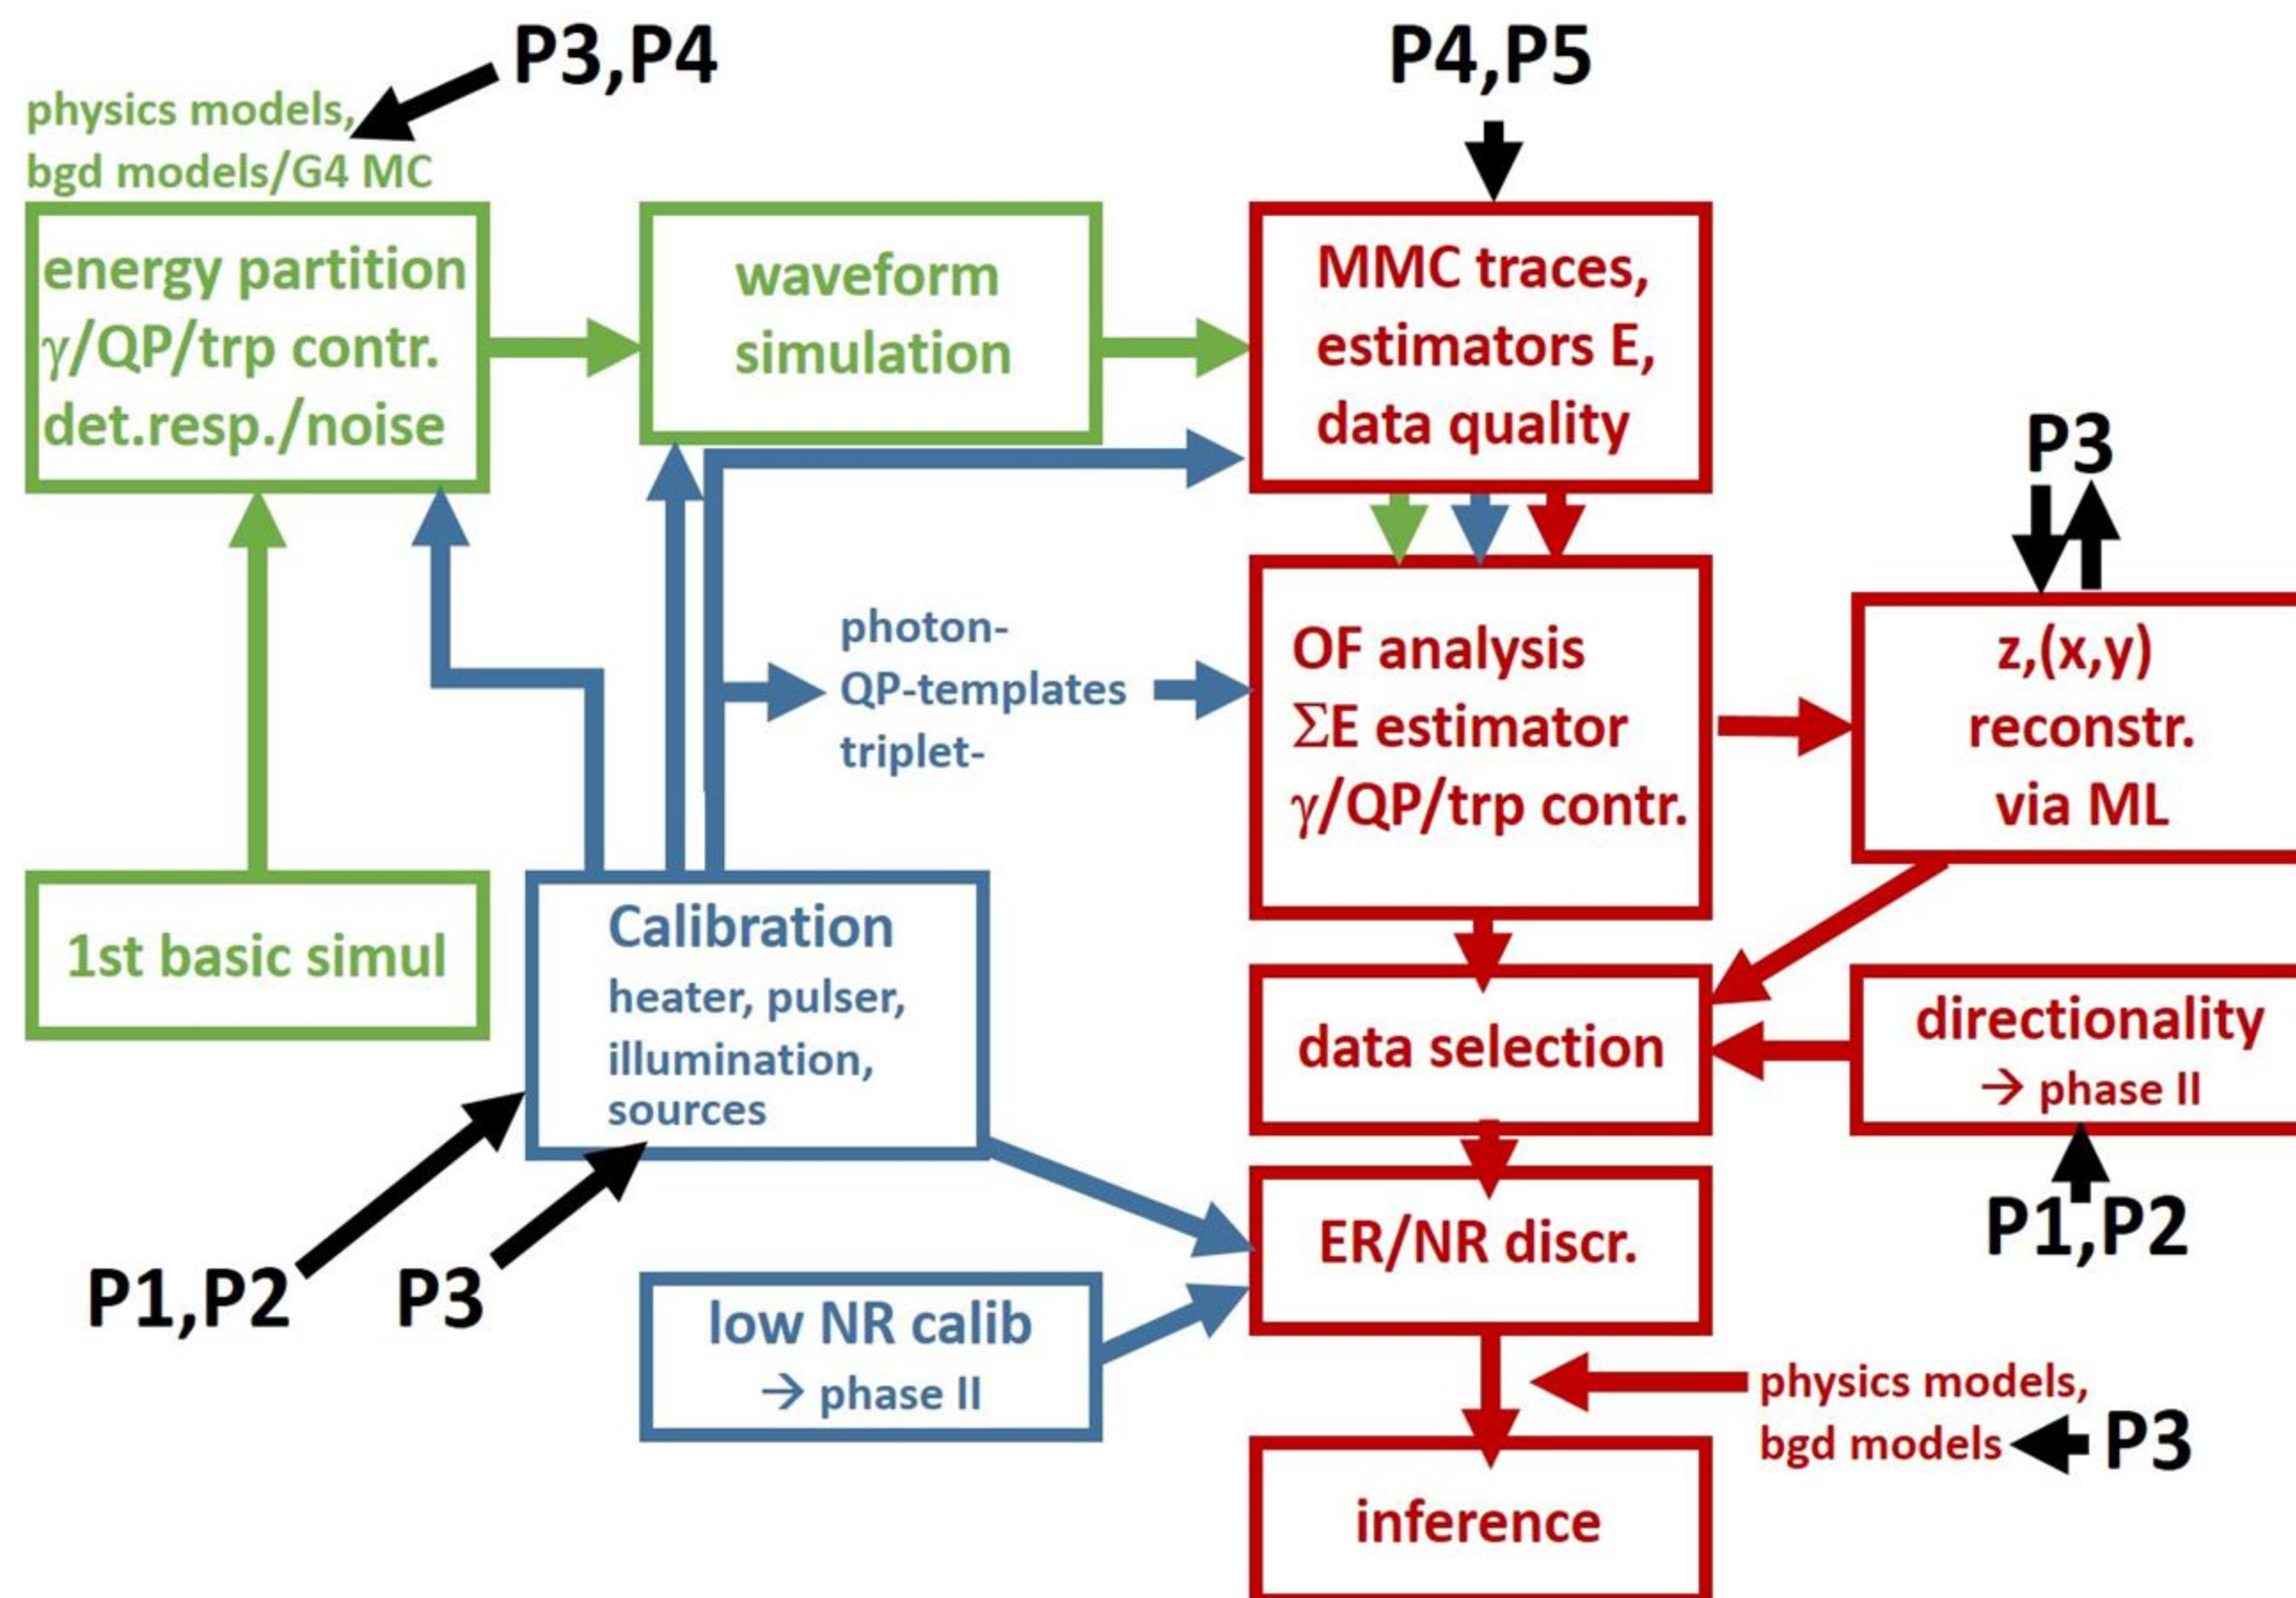 P3,P4
P4,P5
physics models,
bgd models/G4 MC
energy partition
γ/QP/trp contr.
det.resp./noise
waveform
simulation
MMC traces,
estimators E,
data quality
P3
photon-
QP-templates
triplet-
OF analysis
ΣE estimator
γ/QP/trp contr.
z,(x,y)
reconstr.
via ML
1st basic simul
Calibration
heater, pulser,
illumination,
sources
data selection
directionality
→ phase II
P1,P2
P3
P1,P2
ER/NR discr.
low NR calib
→ phase II
physics models,
bgd models
P3
inference